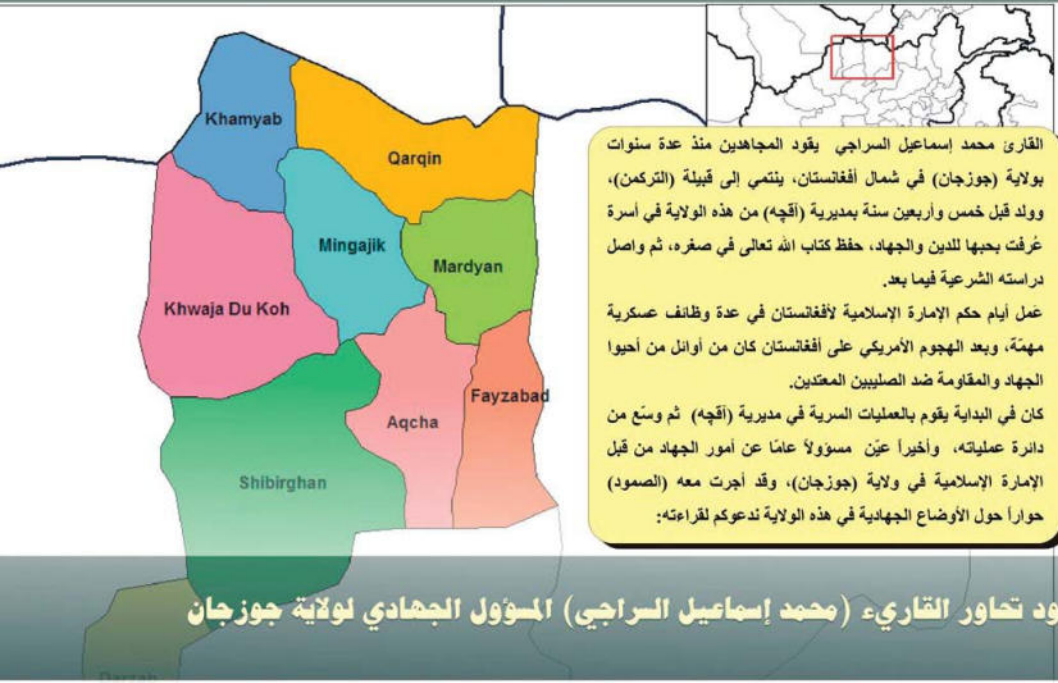 Khamyab
Qarqin
Mingajik
Mardyan
Khwaja Du Koh
Fayzabad
Aqcha
Shibirghan
Darzab
القارئ محمد إسماعيل السراجي يقود المجاهدين منذ عدة سنوات
بولاية (جوزجان) في شمال أفغانستان، ينتمي إلى قبيلة (التركمن)،
وولد قبل خمس وأربعين سنة بمديرية (آقچه) من هذه الولاية في أسرة
عُرفت بحبها للدين والجهاد، حفظ كتاب الله تعالى في صغره، ثم واصل
دراسته الشرعية فيما بعد.
عَمل أيام حكم الإمارة الإسلامية لأفغانستان في عدة وظائف عسكرية
مهمّة، وبعد الهجوم الأمريكي على أفغانستان كان من أوائل من أحيوا
الجهاد والمقاومة ضد الصليبين المعتدين.
كان في البداية يقوم بالعمليات السرية في مديرية (آقچه) ثم وسّع من
دائرة عملياته، وأخيراً عيّن مسؤولاً عامّا عن أمور الجهاد من قبل
الإمارة الإسلامية في ولاية (جوزجان)، وقد أجرت معه (الصمود)
حواراً حول الأوضاع الجهادية في هذه الولاية ندعوكم لقراءته:
ود تحاور القاريء (محمد إسماعيل السراجي) المسؤول الجهادي لولاية جوزجان